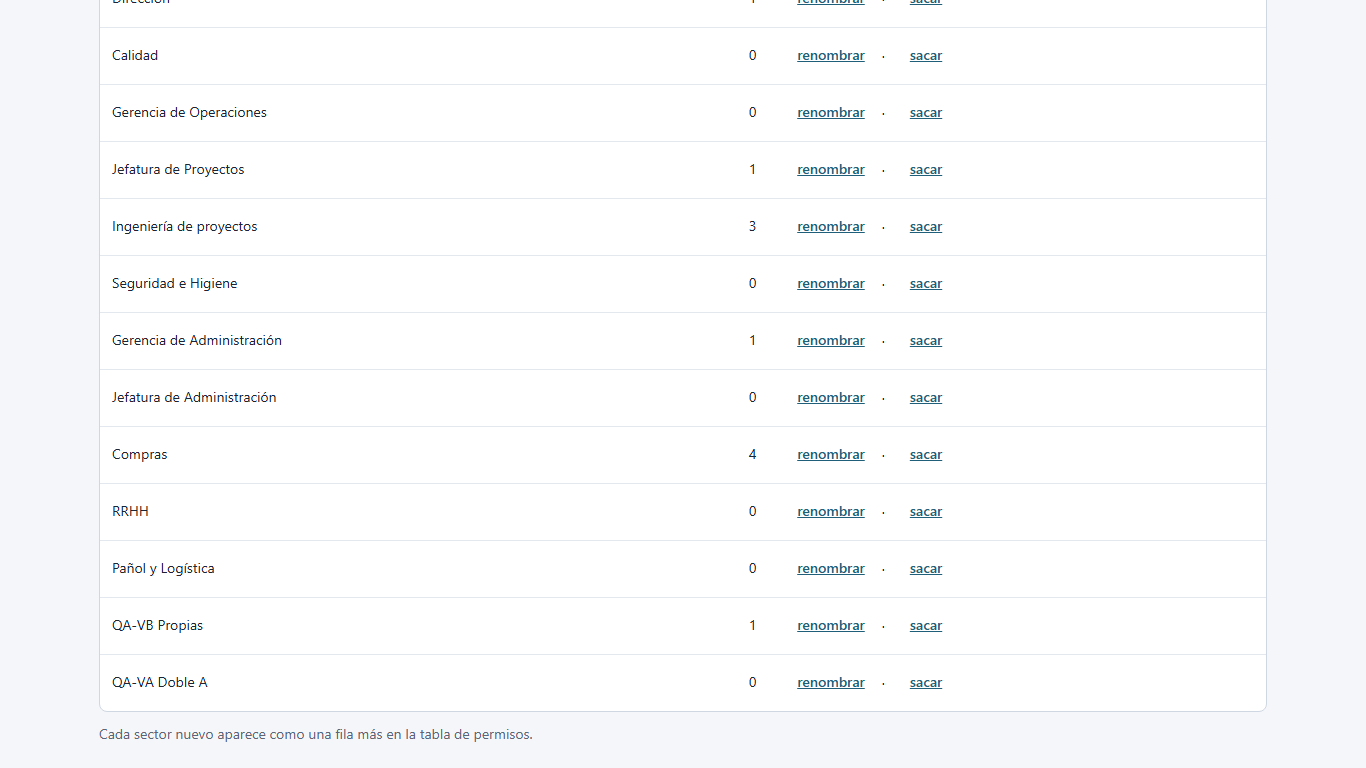 Dirección 1 renombrar · sacar
Calidad 0 renombrar · sacar
Gerencia de Operaciones 0 renombrar · sacar
Jefatura de Proyectos 1 renombrar · sacar
Ingeniería de proyectos 3 renombrar · sacar
Seguridad e Higiene 0 renombrar · sacar
Gerencia de Administración 1 renombrar · sacar
Jefatura de Administración 0 renombrar · sacar
Compras 4 renombrar · sacar
RRHH 0 renombrar · sacar
Pañol y Logística 0 renombrar · sacar
QA-VB Propias 1 renombrar · sacar
QA-VA Doble A 0 renombrar · sacar
Cada sector nuevo aparece como una fila más en la tabla de permisos.